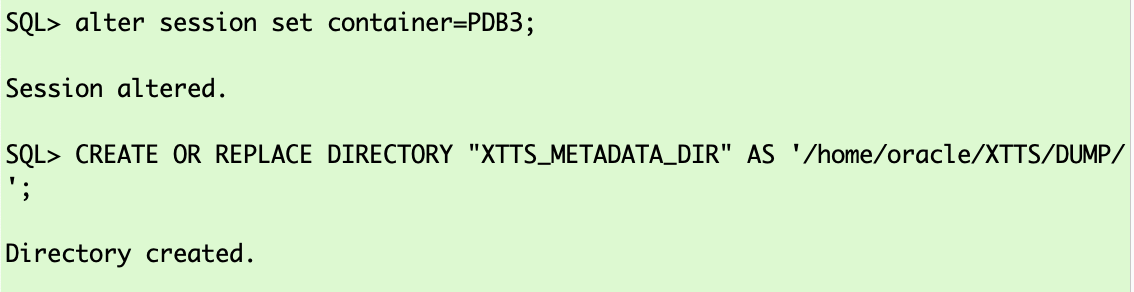 SQL> alter session set container=PDB3;
Session altered.
SQL> CREATE OR REPLACE DIRECTORY "XTTS_METADATA_DIR" AS '/home/oracle/XTTS/DUMP/
';
Directory created.